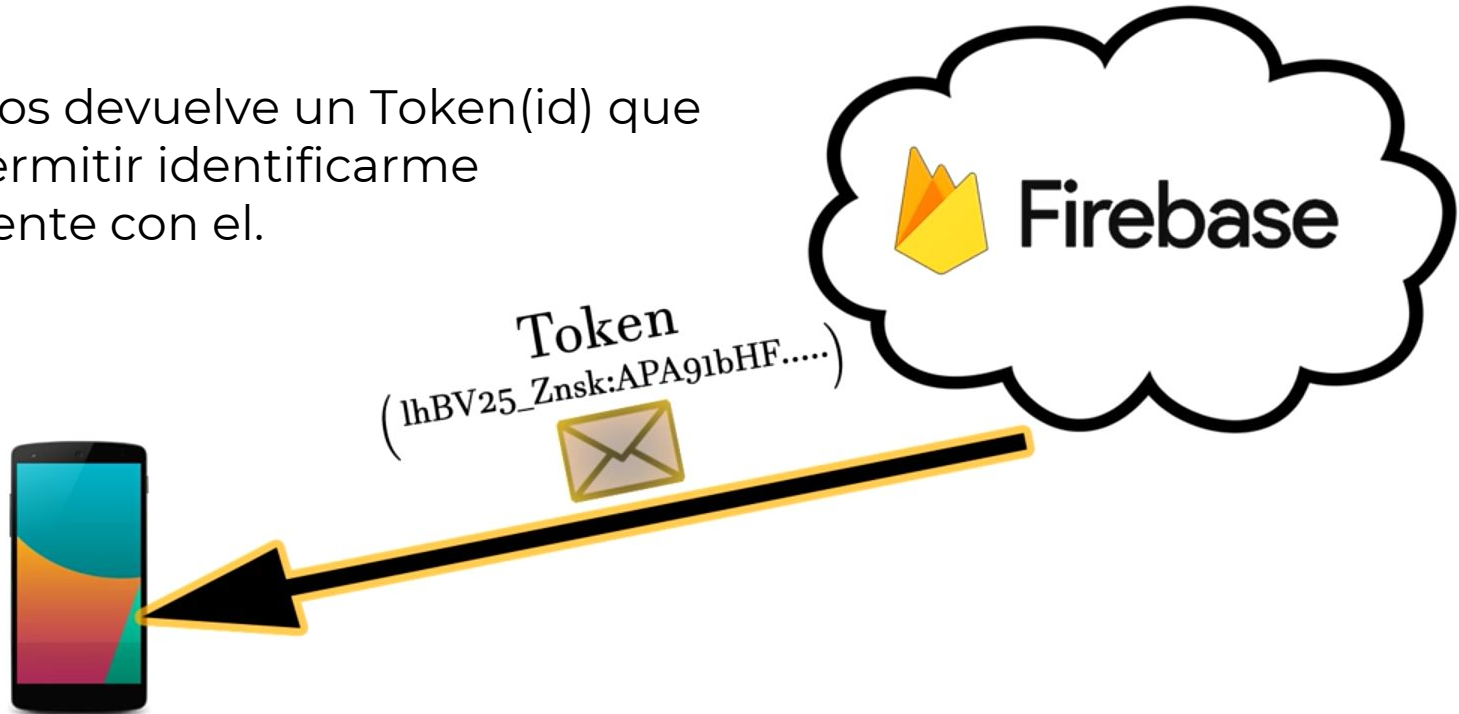 os devuelve un Token(id) que
ermitir identificarme
ente con el.
Firebase
Token
(lhBV25_Znsk:APA91bHF.....)